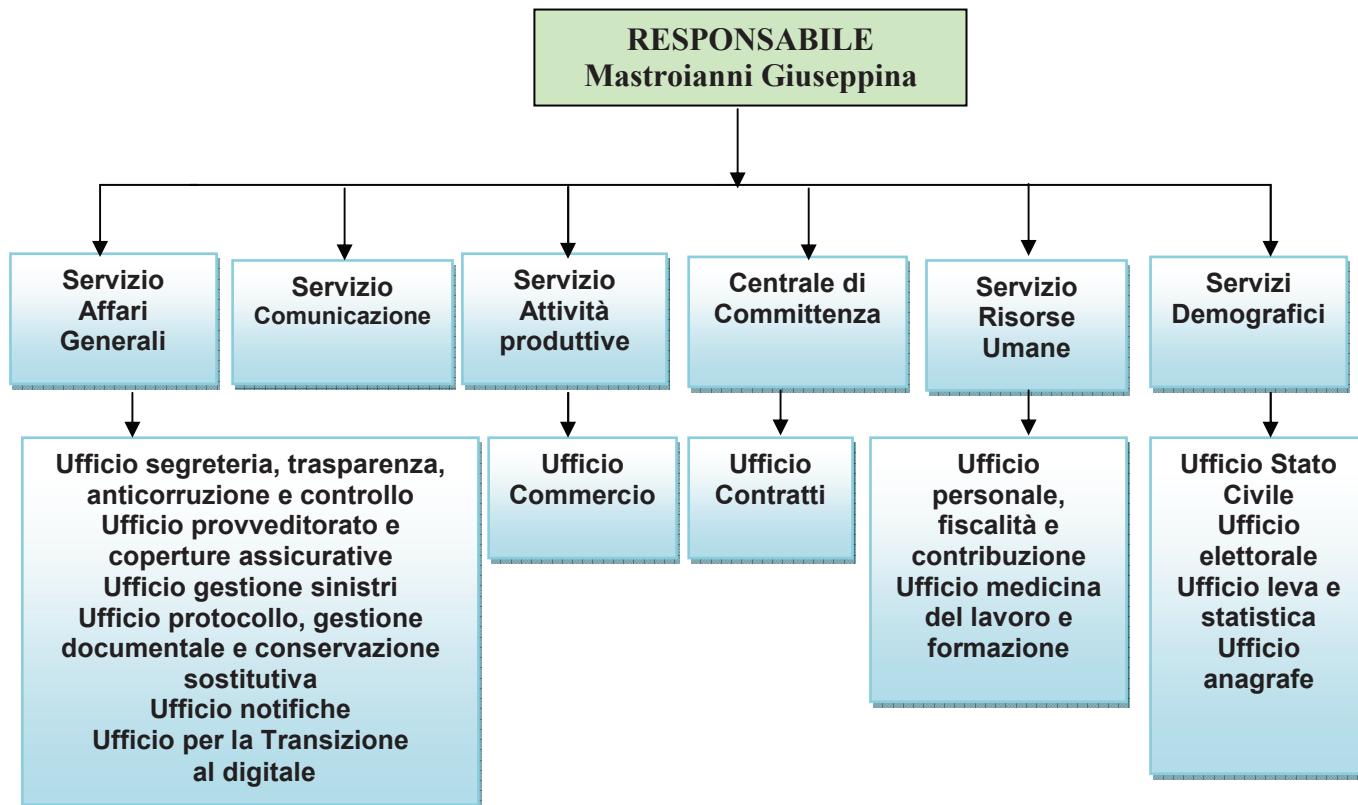 RESPONSABILE
Mastroianni Giuseppina
Servizio
Affari
Generali
Servizio
Comunicazione
Servizio
Attività
produttive
Centrale di
Committenza
Servizio
Risorse
Umane
Servizi
Demografici
Ufficio segreteria, trasparenza,
anticorruzione e controllo
Ufficio provveditorato e
coperture assicurative
Ufficio gestione sinistri
Ufficio protocollo, gestione
documentale e conservazione
sostitutiva
Ufficio notifiche
Ufficio per la Transizione
al digitale
Ufficio
Commercio
Ufficio
Contratti
Ufficio
personale,
fiscalità e
contribuzione
Ufficio medicina
del lavoro e
formazione
Ufficio Stato
Civile
Ufficio
elettorale
Ufficio leva e
statistica
Ufficio
anagrafe